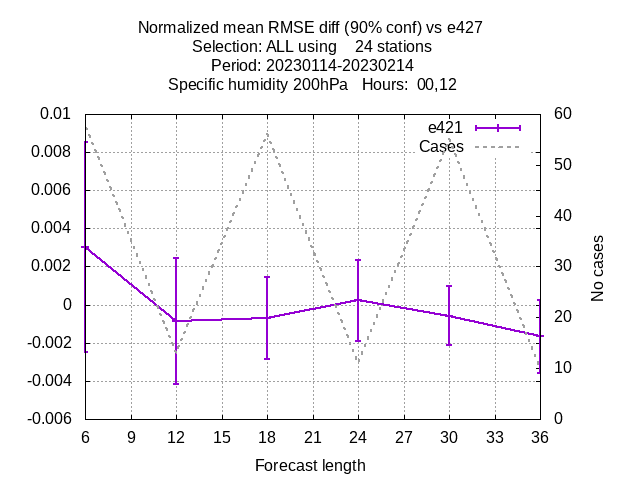 Normalized mean RMSE diff (90% conf) vs e427
Selection: ALL using    24 stations
Period: 20230114-20230214
Specific humidity 200hPa   Hours:  00,12
0.01
0.008
0.006
0.004
0.002
0
-0.002
-0.004
-0.006
e421
Cases
60
50
40
30
20
10
0
No cases
6 9 12 15 18 21 24 27 30 33 36
Forecast length